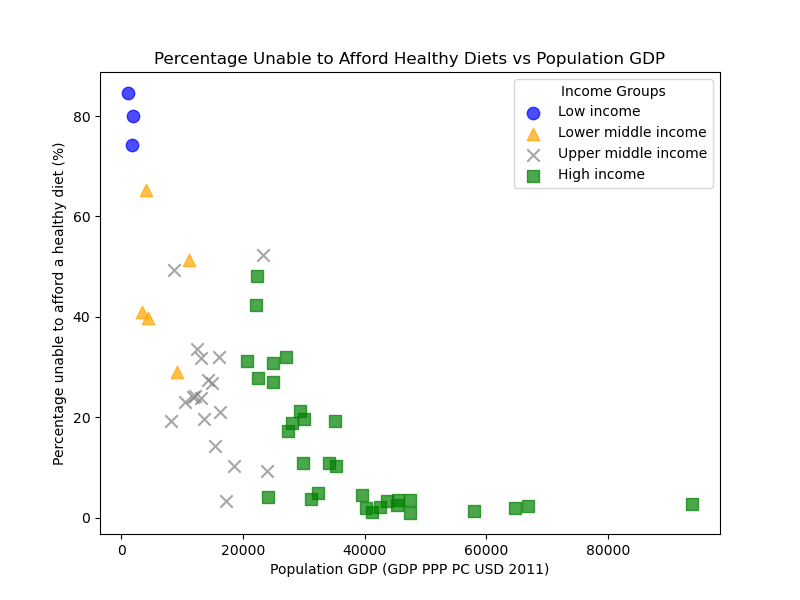 Percentage Unable to Afford Healthy Diets vs Population GDP
Income Groups
Low income
Lower middle income
Upper middle income
High income
Percentage unable to afford a healthy diet (%)
80
60
40
20
0
0
20000
40000
60000
80000
Population GDP (GDP PPP PC USD 2011)